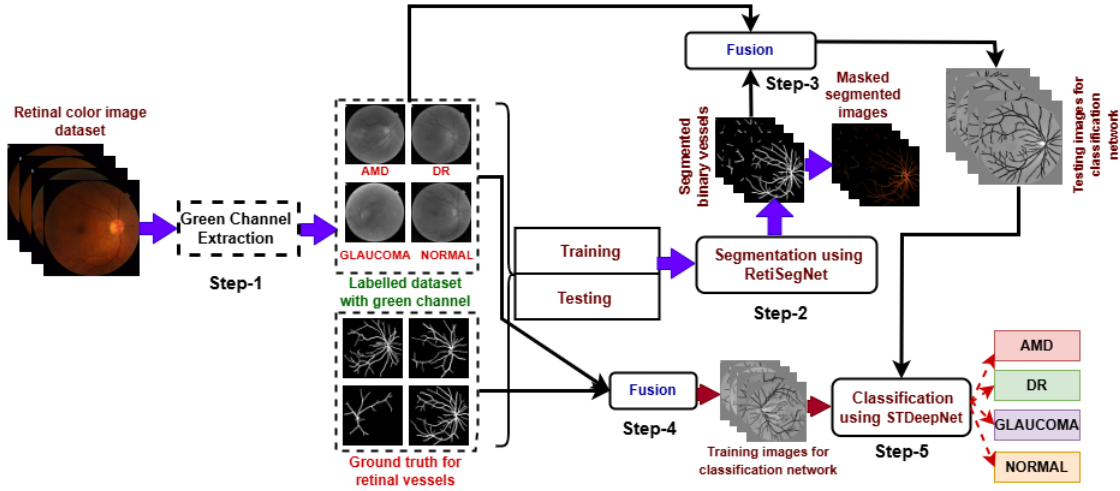 Retinal color image
dataset
Green Channel
Extraction
Step-1
AMD
DR
GLAUCOMA
NORMAL
Labelled dataset
with green channel
Ground truth for
retinal vessels
Training
Testing
Segmentation using
RetiSegNet
Step-2
Segmented
binary vessels
Masked
segmented
images
Fusion
Step-3
Testing images for
classification
network
Fusion
Step-4
Training images for
classification network
Classification
using STDeepNet
Step-5
AMD
DR
GLAUCOMA
NORMAL